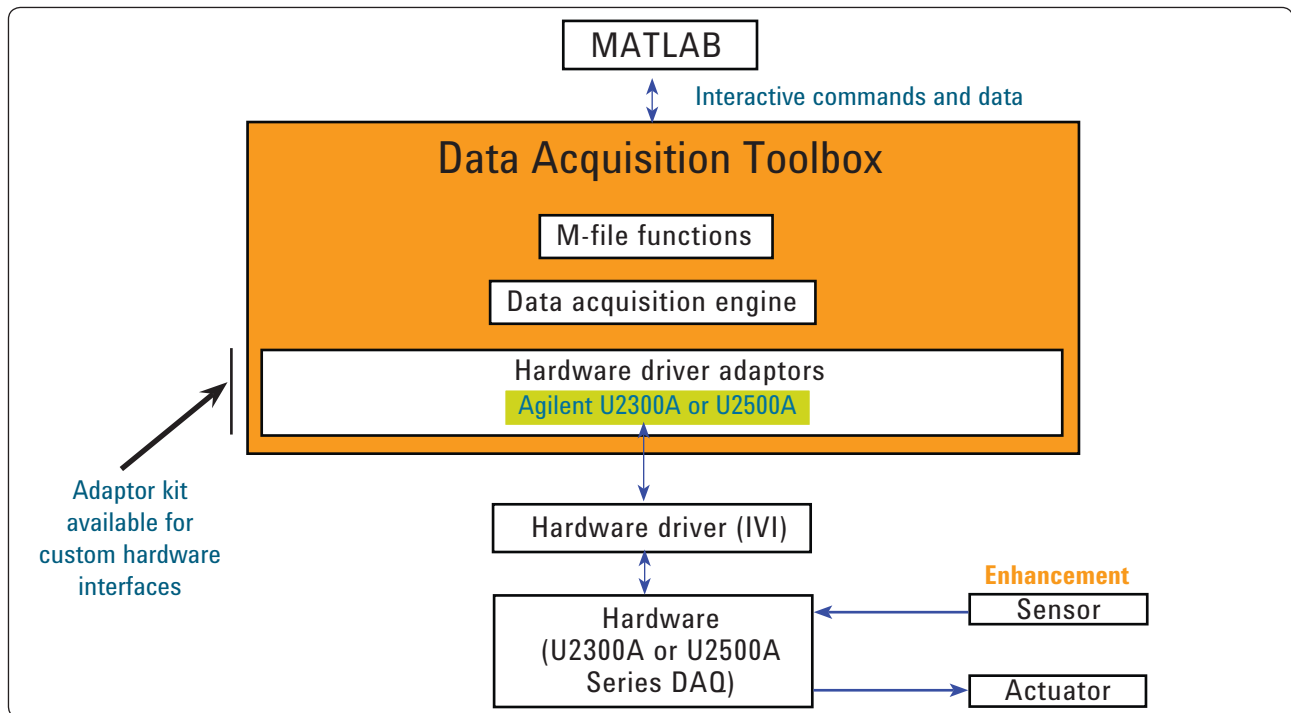 MATLAB
Interactive commands and data
Data Acquisition Toolbox
M-file functions
Data acquisition engine
Hardware driver adaptors
Agilent U2300A or U2500A
Adaptor kit
available for
custom hardware
interfaces
Hardware driver (IVI)
Enhancement
Sensor
Hardware
(U2300A or U2500A
Series DAQ)
Actuator